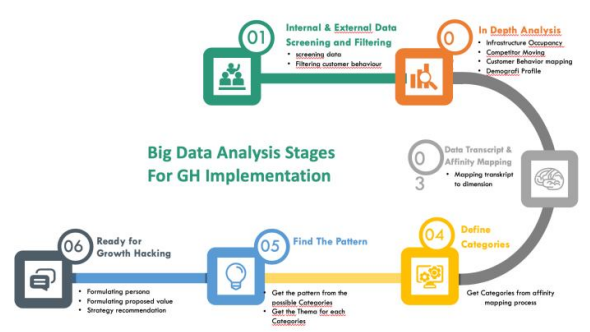 01
Internal & External Data
Screening and Filtering
• screening data
• Filtering customer behaviour
0
In Depth Analysis
• Infrastructure Occupancy
• Competitor Moving
• Customer Behavior mapping
• Demografi Profile
Big Data Analysis Stages
For GH Implementation
0
3
Data Transcript &
Affinity Mapping
• Mapping transkript
to dimension
04
Define
Categories
Get Categories from affinity
mapping process
05
Find The Pattern
• Get the pattern from the
possible Categories
• Get the Thema for each
Categories
06
Ready for
Growth Hacking
• Formulating persona
• Formulating proposed value
• Strategy recommendation